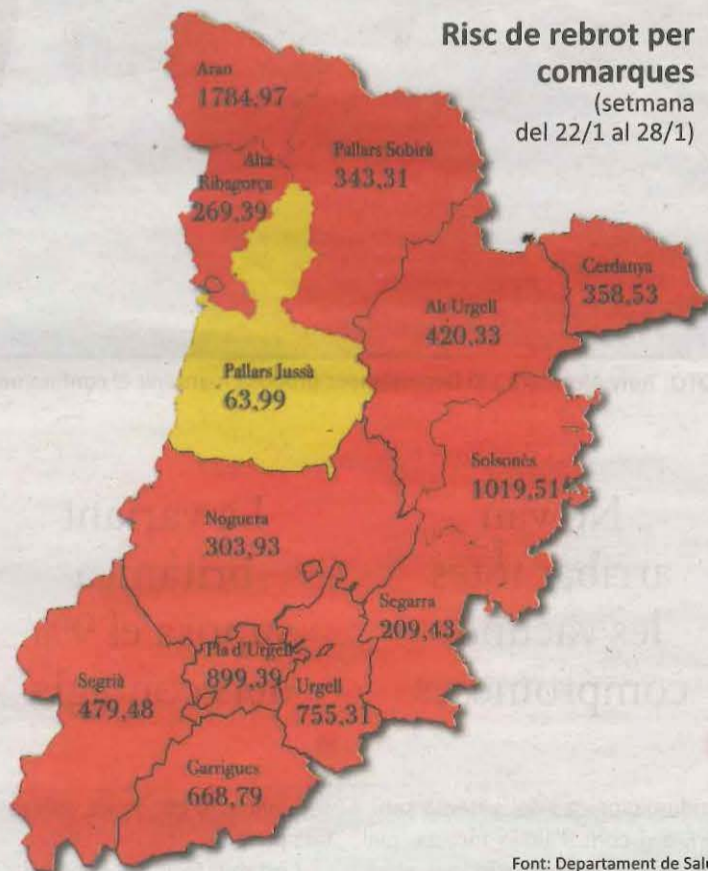 Risc de rebrot per
comarques
(setmana
del 22/1 al 28/1)
Aran
1784,97
Alta
Ribagorça
269,39
Pallars Sobirà
343,31
Cerdanya
358,53
Alt Urgell
420,33
Pallars Jussà
63,99
Solsonès
1019,51
Noguera
303,93
Segarra
209,43
Pla d'Urgell
899,39
Urgell
755,31
Segrià
479,48
Garrigues
668,79
Font: Departament de Salu